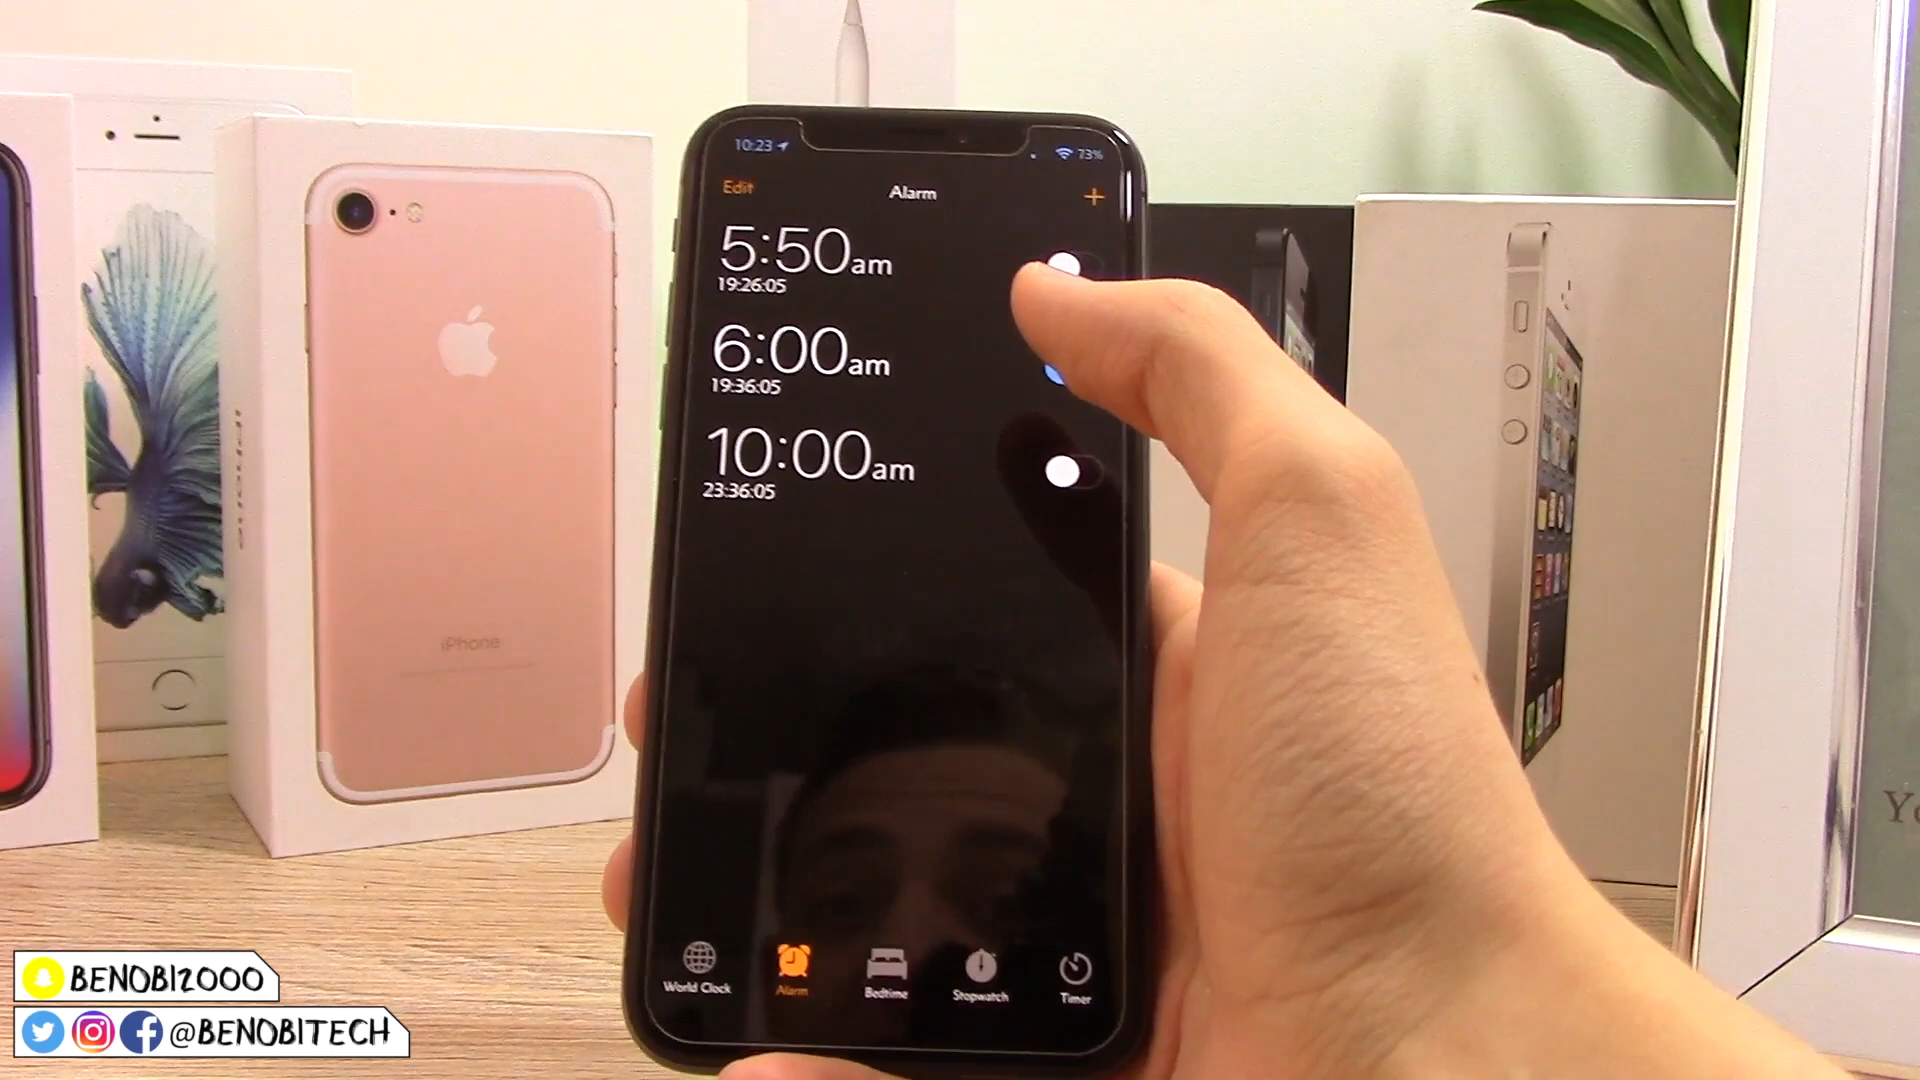 10:23
73%
Edit
Alarm
+
5:50am
19:26:05
6:00am
19:36:05
10:00am
23:36:05
World Clock
Alarm
Bedtime
Stopwatch
Timer
iPhone
iPhone
BENOBI2000
@BENOBITECH